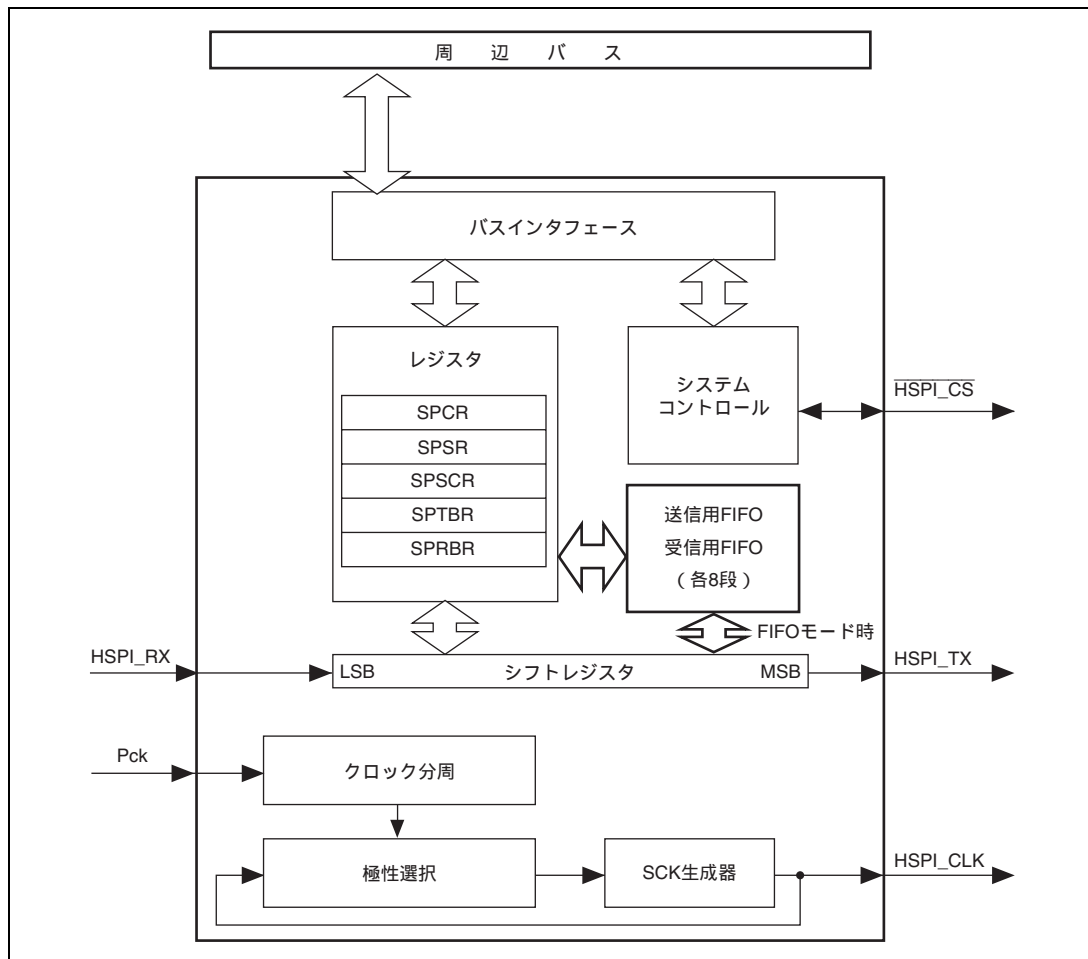 周 辺 バ ス
バスインタフェース
レジスタ
SPCR
SPSR
SPSCR
SPTBR
SPRBR
システム
コントロール
HSPI_CS
送信用FIFO
受信用FIFO
(各8段)
FIFOモード時
HSPI_RX
LSB
シフトレジスタ
MSB
HSPI_TX
Pck
クロック分周
極性選択
SCK生成器
HSPI_CLK